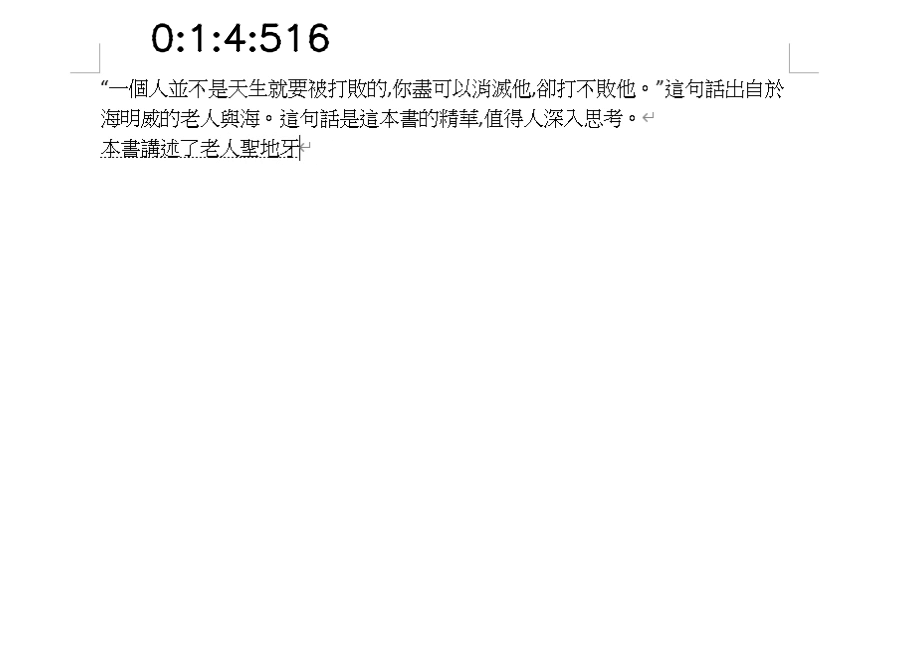 0:1:4:516
“一個人並不是天生就要被打敗的,你盡可以消滅他,卻打不敗他。”這句話出自於
海明威的老人與海。這句話是這本書的精華,值得人深入思考。
本書講述了老人聖地牙